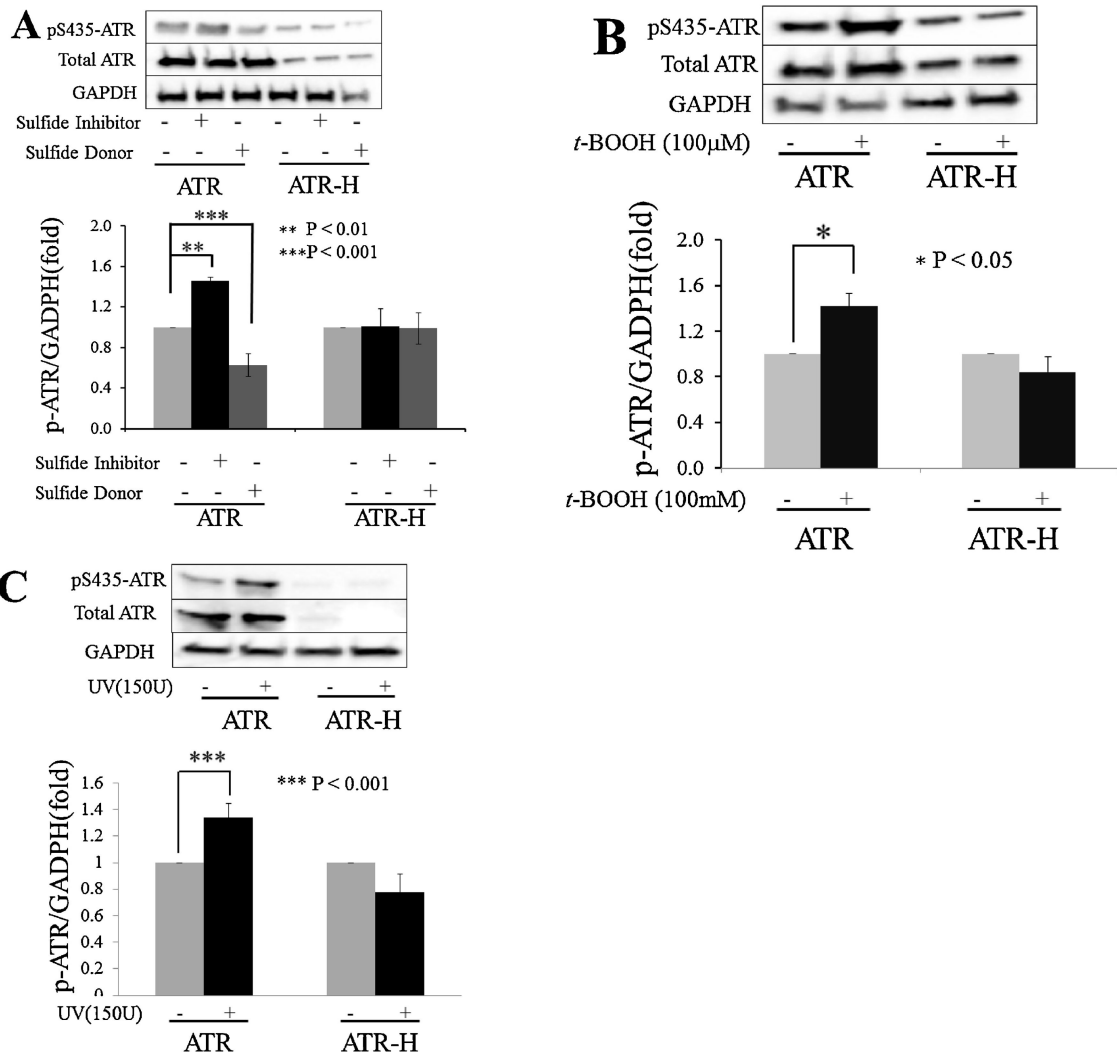 A
pS435-ATR
Total ATR
GAPDH
Sulfide Inhibitor - + - - + -
Sulfide Donor - - + - - +
ATR ATR-H
p-ATR/GADPH(fold)
2.0
1.6
1.2
0.8
0.4
0.0
*** ** P < 0.01
** ***P < 0.001
Sulfide Inhibitor - + - - + -
Sulfide Donor - - + - - +
ATR ATR-H
B
pS435-ATR
Total ATR
GAPDH
t-BOOH (100μM) - + - +
ATR ATR-H
p-ATR/GADPH(fold)
2.0
1.6
1.2
0.8
0.4
0.0
* * P < 0.05
t-BOOH (100mM) - + - +
ATR ATR-H
C
pS435-ATR
Total ATR
GAPDH
UV(150U) - + - +
ATR ATR-H
p-ATR/GADPH(fold)
1.6
1.4
1.2
1
0.8
0.6
0.4
0.2
0
*** *** P < 0.001
UV(150U) - + - +
ATR ATR-H